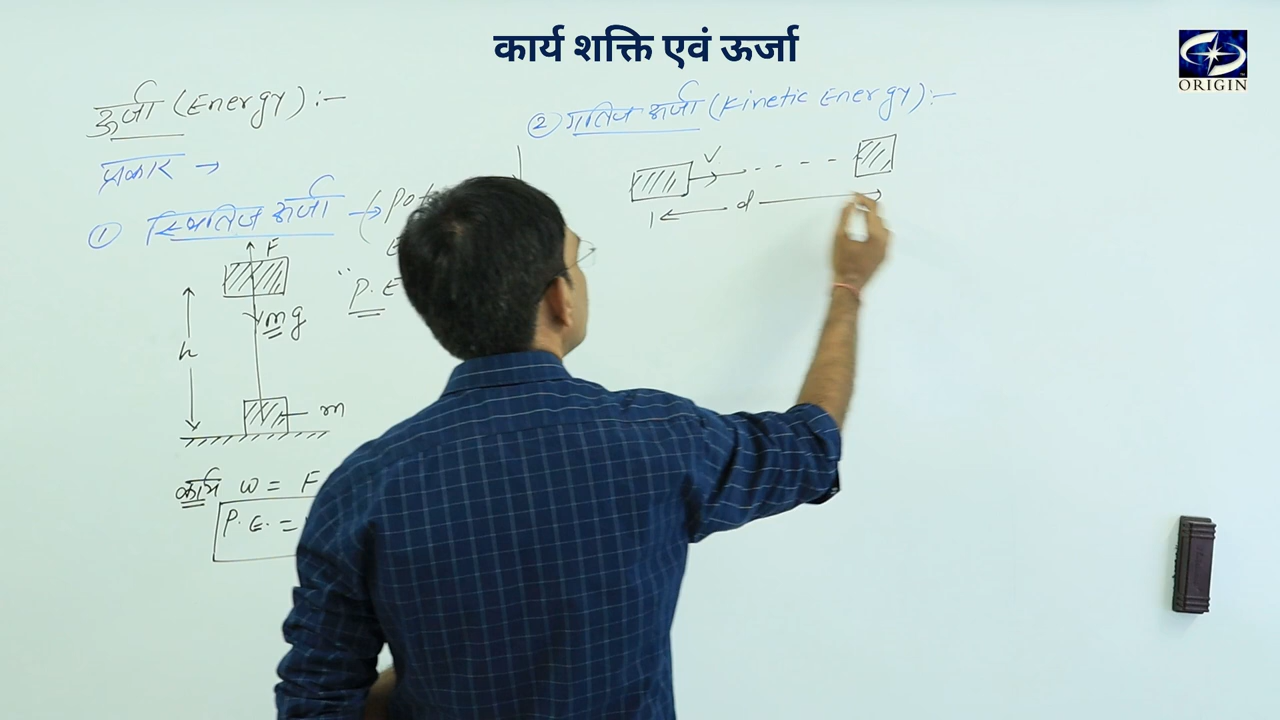 कार्य शक्ति एवं ऊर्जा
ORIGIN
ऊर्जा (Energy) :-
प्रकार →
① स्थितिज ऊर्जा → (Pot
F
P.E
mg
h
m
कार्य W = F
P.E. =
② गतिज ऊर्जा (Kinetic Energy) :-
V
d